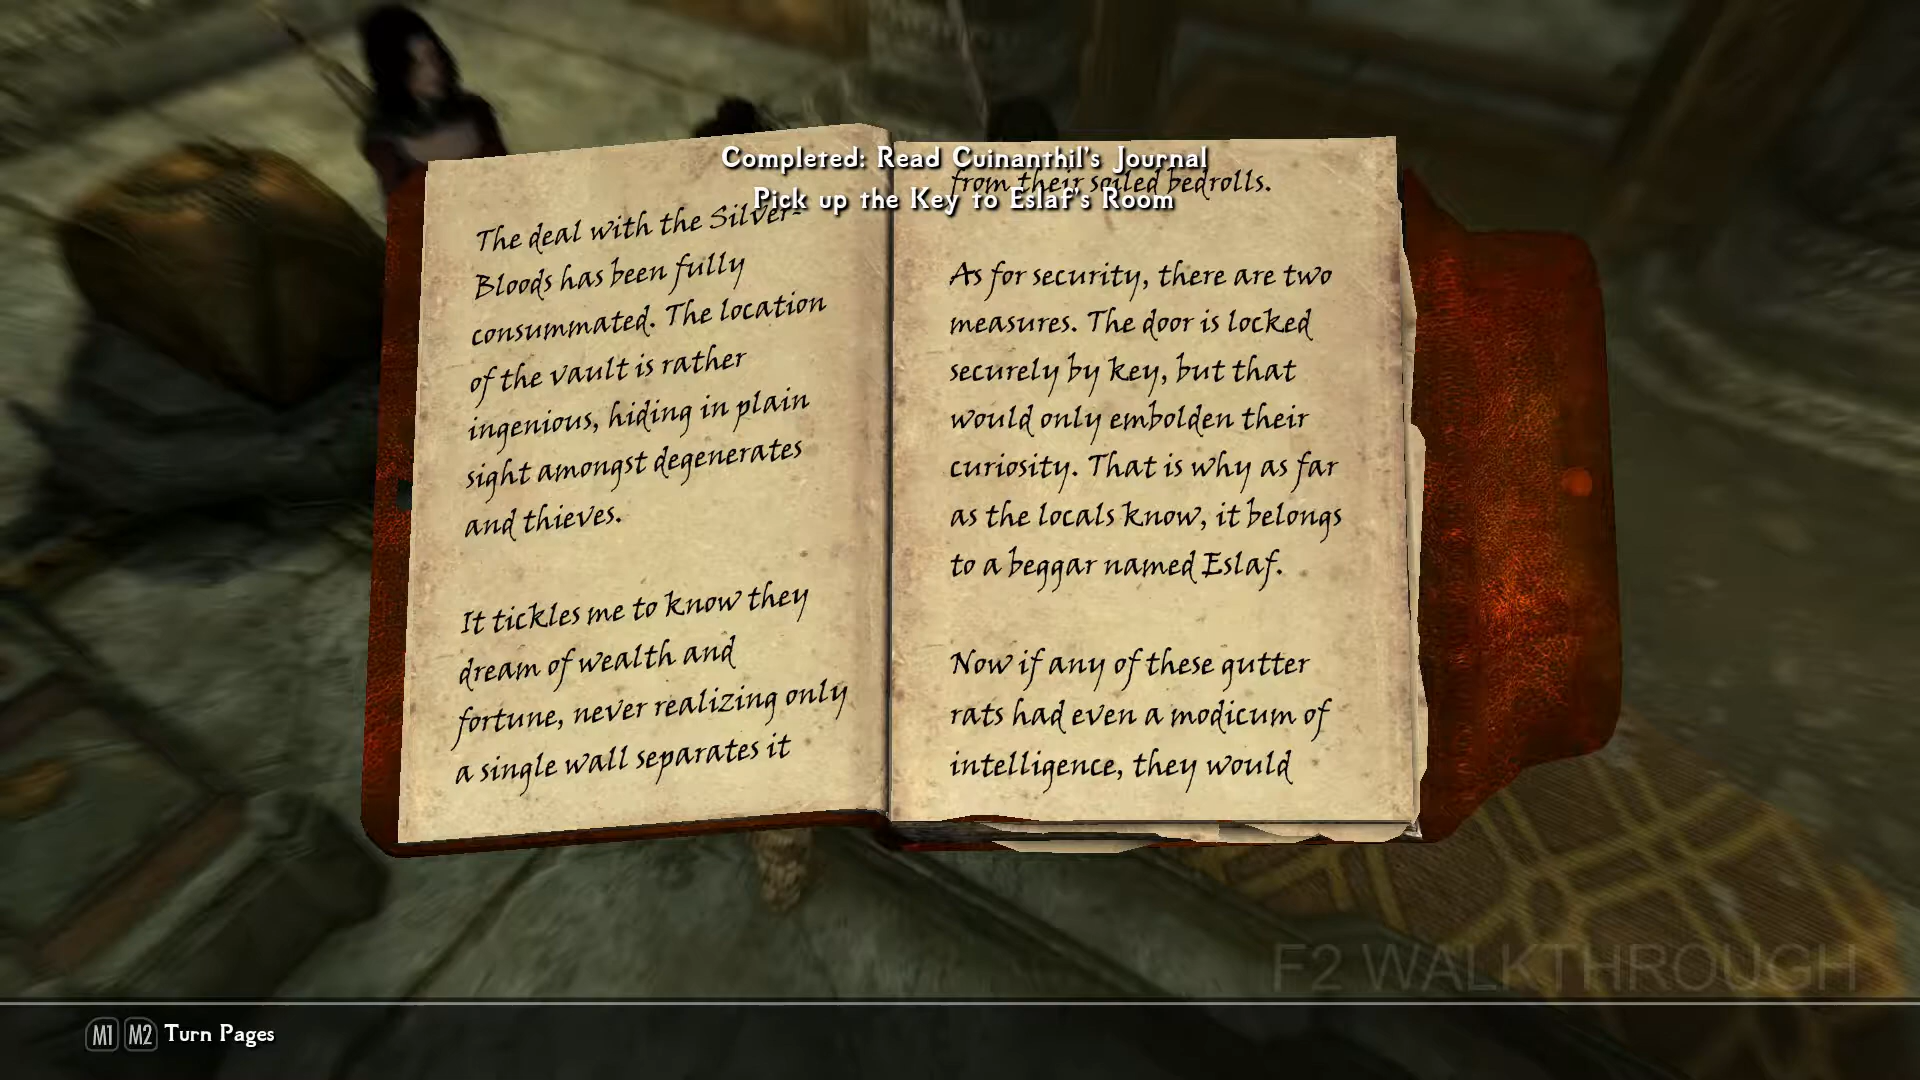 Completed: Read Cuinanthil's Journal
Pick up the Key to Eslaf's Room
The deal with the Silver-
Bloods has been fully
consummated. The location
of the vault is rather
ingenious, hiding in plain
sight amongst degenerates
and thieves.
It tickles me to know they
dream of wealth and
fortune, never realizing only
a single wall separates it
from their soiled bedrolls.
As for security, there are two
measures. The door is locked
securely by key, but that
would only embolden their
curiosity. That is why as far
as the locals know, it belongs
to a beggar named Eslaf.
Now if any of these gutter
rats had even a modicum of
intelligence, they would
F2 WALKTHROUGH
M1 M2 Turn Pages